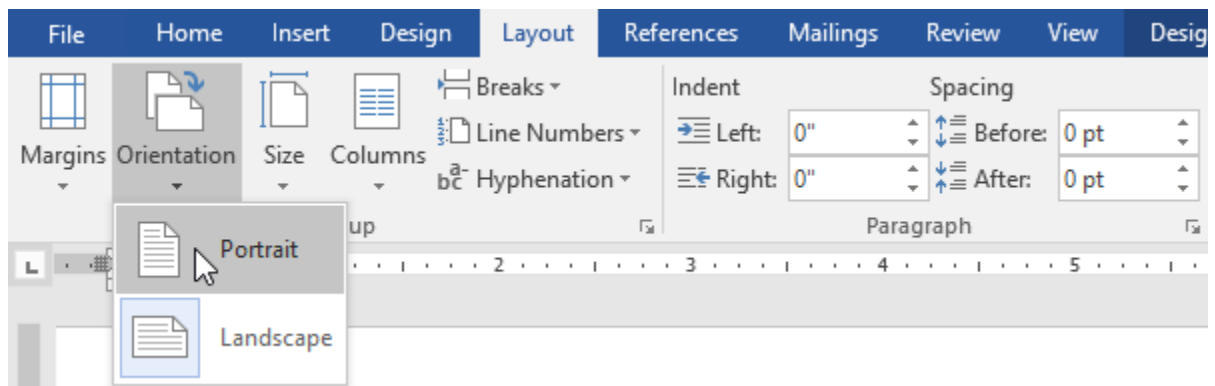 File Home Insert Design Layout References Mailings Review View Desig
Breaks Indent Spacing
Line Numbers Left: 0" Before: 0 pt
Margins Orientation Size Columns
Hyphenation Right: 0" After: 0 pt
up Paragraph
Portrait
L 2 3 4 5
Landscape